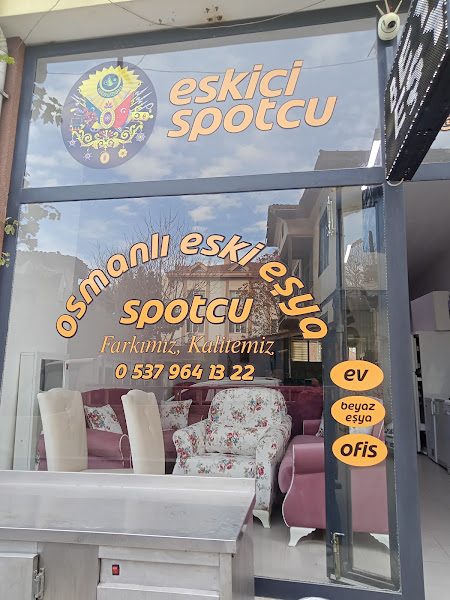 eskici
spotcu
osmanlı eski eşya
spotcu
Farkımız, Kalitemiz
0 537 964 13 22
ev
beyaz
eşya
ofis